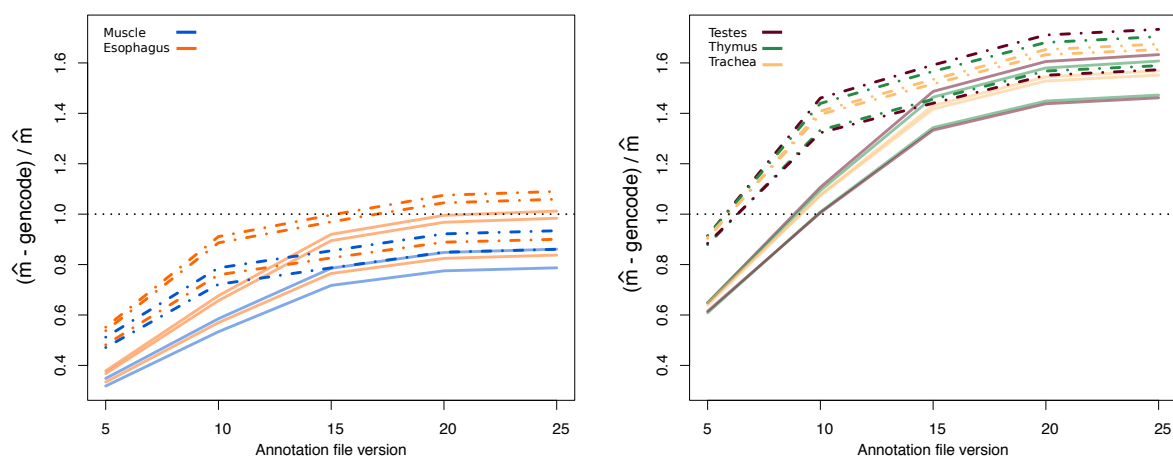 Muscle
Esophagus
(m̂ - gencode) / m̂
1.6
1.4
1.2
1.0
0.8
0.6
0.4
5 10 15 20 25
Annotation file version
Testes
Thymus
Trachea
(m̂ - gencode) / m̂
1.6
1.4
1.2
1.0
0.8
0.6
0.4
5 10 15 20 25
Annotation file version